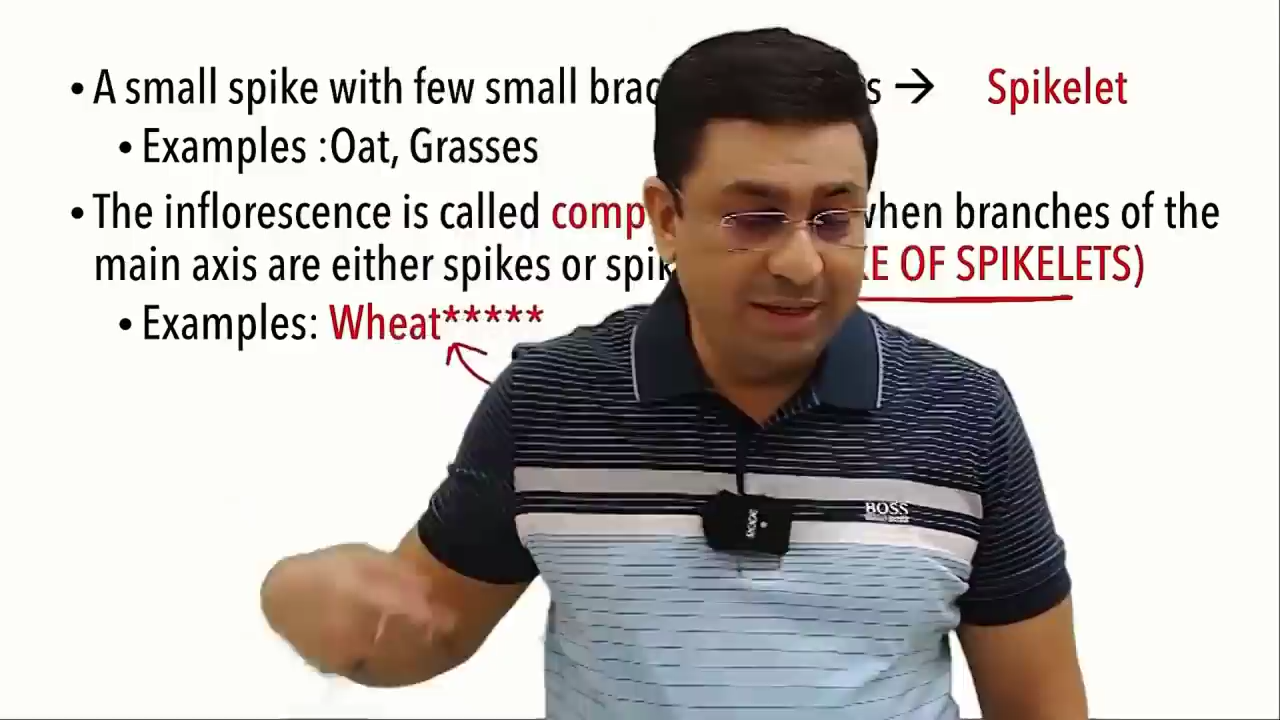 • A small spike with few small brac s → Spikelet
• Examples :Oat, Grasses
• The inflorescence is called comp when branches of the
main axis are either spikes or spik KE OF SPIKELETS)
• Examples: Wheat*****
BOSS